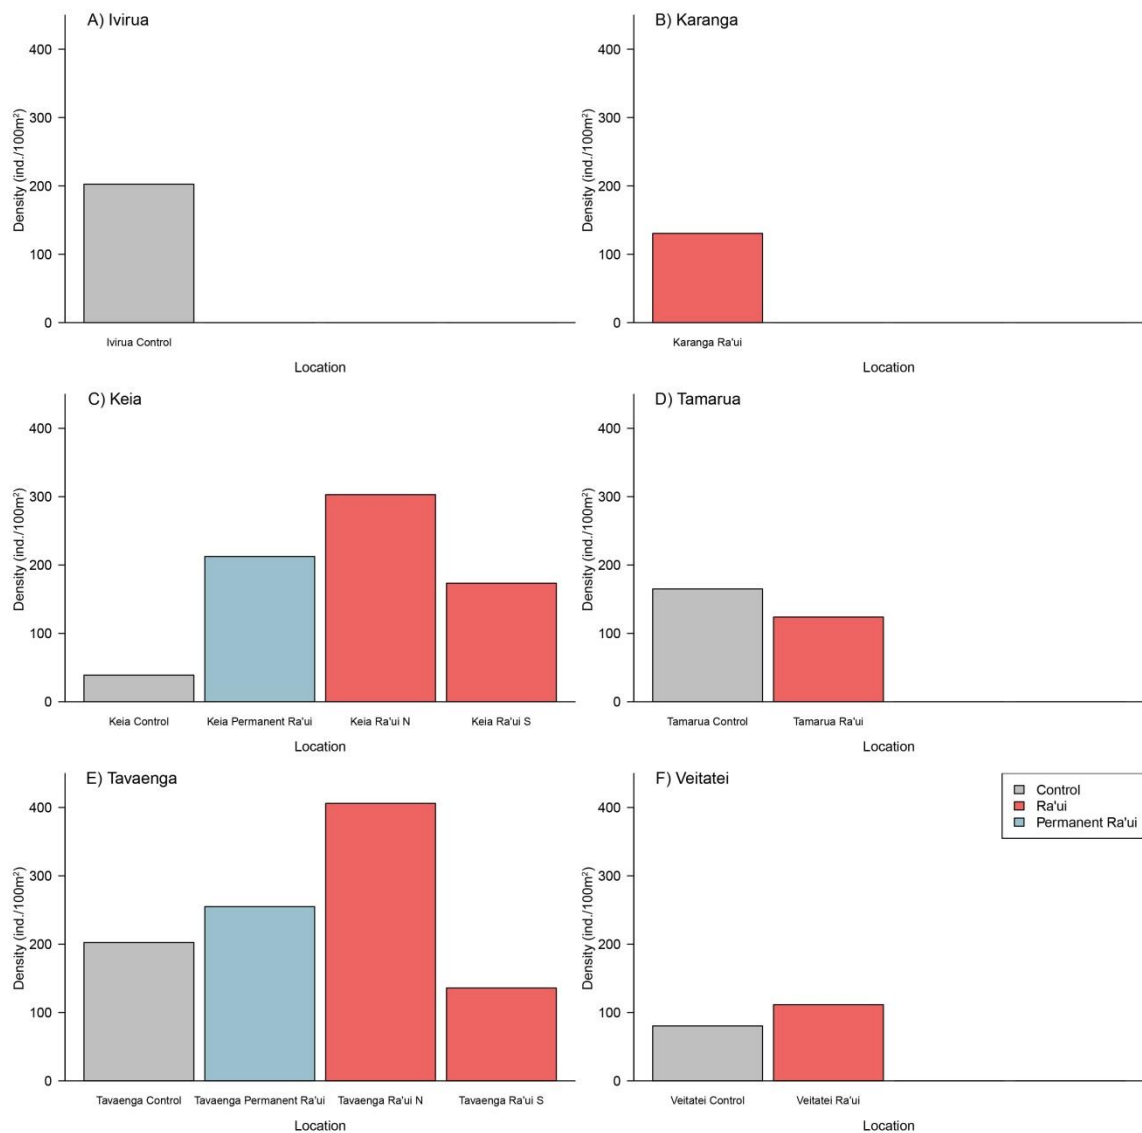 A) Ivirua
400
300
200
100
0
Density (ind./100m²)
Ivirua Control
Location
B) Karanga
400
300
200
100
0
Density (ind./100m²)
Karanga Ra'ui
Location
C) Keia
400
300
200
100
0
Density (ind./100m²)
Keia Control Keia Permanent Ra'ui Keia Ra'ui N Keia Ra'ui S
Location
D) Tamarua
400
300
200
100
0
Density (ind./100m²)
Tamarua Control Tamarua Ra'ui
Location
E) Tavaenga
400
300
200
100
0
Density (ind./100m²)
Tavaenga Control Tavaenga Permanent Ra'ui Tavaenga Ra'ui N Tavaenga Ra'ui S
Location
F) Veitatei
Control
Ra'ui
Permanent Ra'ui
400
300
200
100
0
Density (ind./100m²)
Veitatei Control Veitatei Ra'ui
Location